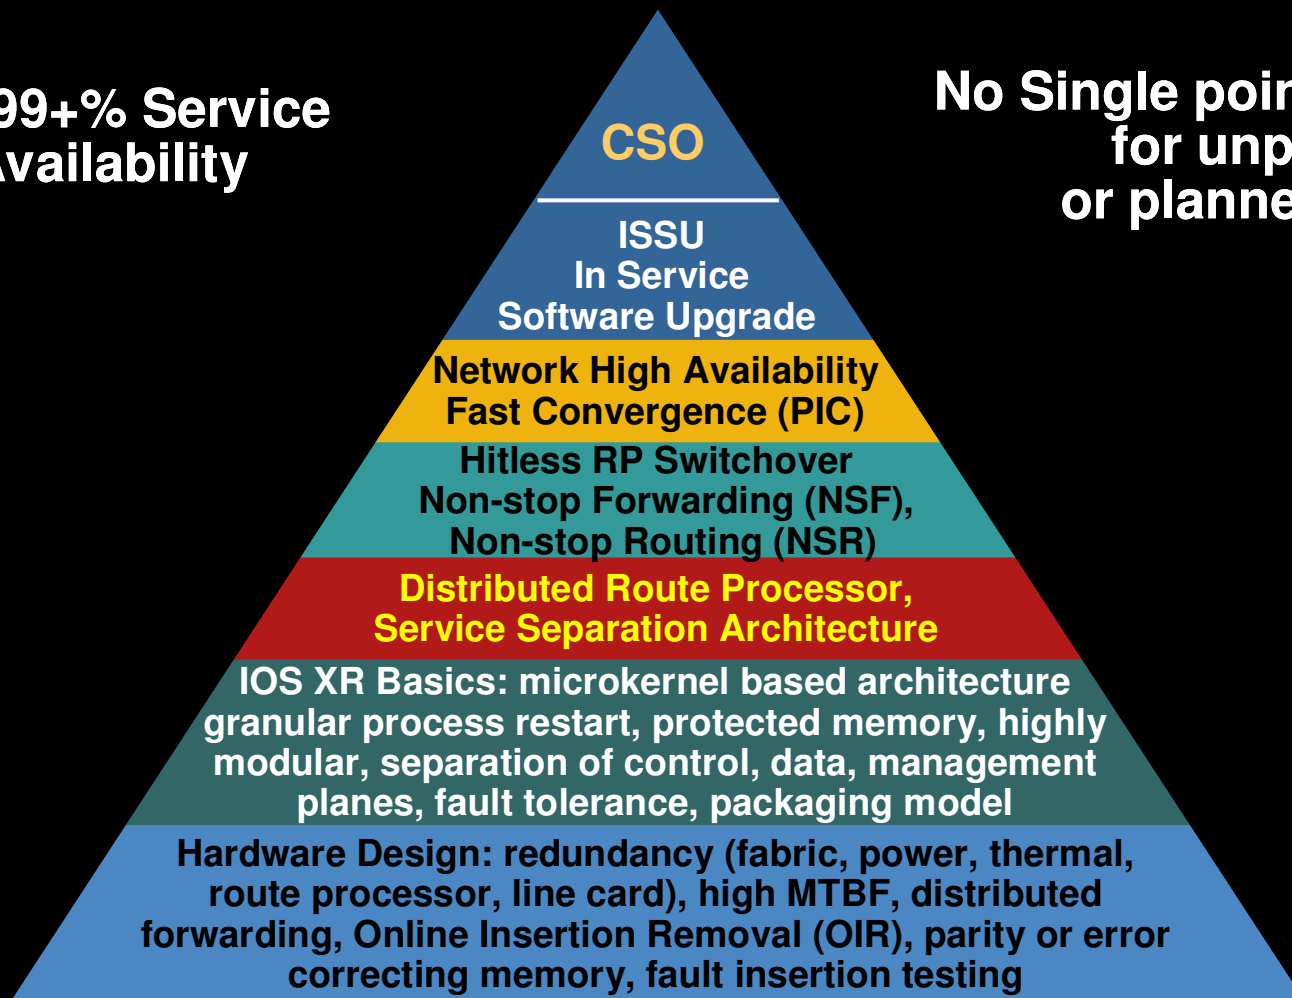 99+% Service
Availability
No Single
for
or
CSO
ISSU
In Service
Software Upgrade
Network High Availability
Fast Convergence (PIC)
Hitless RP Switchover
Non-stop Forwarding (NSF),
Non-stop Routing (NSR)
Distributed Route Processor,
Service Separation Architecture
IOS XR Basics: microkernel based architecture
granular process restart, protected memory, highly
modular, separation of control, data, management
planes, fault tolerance, packaging model
Hardware Design: redundancy (fabric, power, thermal,
route processor, line card), high MTBF, distributed
forwarding, Online Insertion Removal (OIR), parity or error
correcting memory, fault insertion testing